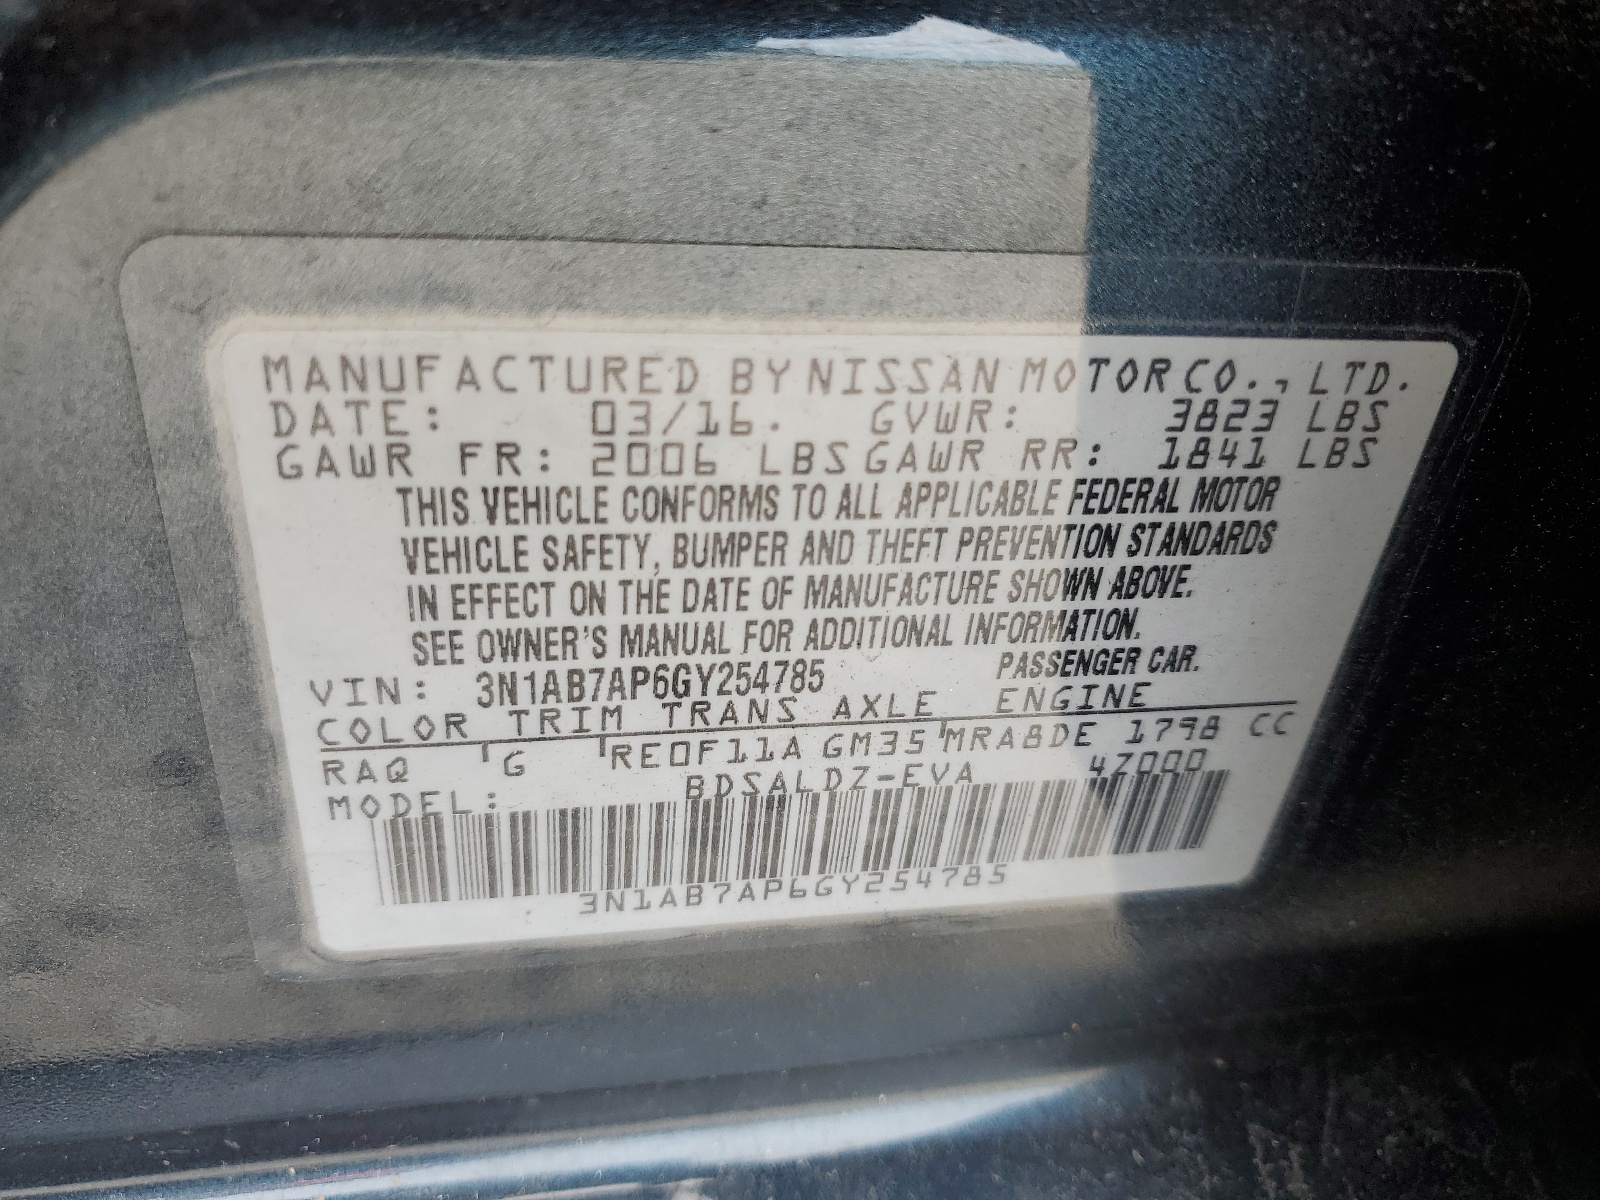 MANUFACTURED BY NISSAN MOTOR CO., LTD.
DATE: 03/16. GVWR: 3823 LBS
GAWR FR: 2006 LBS GAWR RR: 1841 LBS
THIS VEHICLE CONFORMS TO ALL APPLICABLE FEDERAL MOTOR
VEHICLE SAFETY, BUMPER AND THEFT PREVENTION STANDARDS
IN EFFECT ON THE DATE OF MANUFACTURE SHOWN ABOVE.
SEE OWNER'S MANUAL FOR ADDITIONAL INFORMATION.
VIN: 3N1AB7AP6GY254785 PASSENGER CAR.
COLOR TRIM TRANS AXLE ENGINE
RAQ G RE0F11A GM35 MRA8DE 1798 CC
MODEL: BDSALDZ-EVA 47000
3N1AB7AP6GY254785